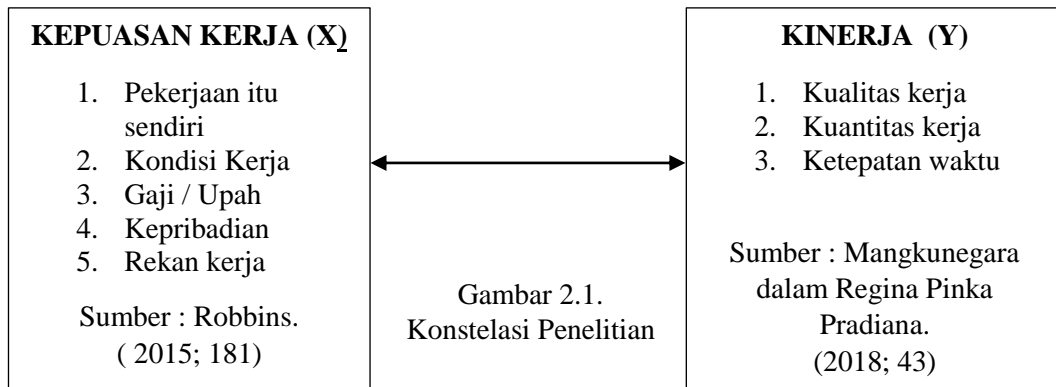 KEPUASAN KERJA (X)
1. Pekerjaan itu
sendiri
2. Kondisi Kerja
3. Gaji / Upah
4. Kepribadian
5. Rekan kerja
Sumber : Robbins.
( 2015; 181)
Gambar 2.1.
Konstelasi Penelitian
KINERJA (Y)
1. Kualitas kerja
2. Kuantitas kerja
3. Ketepatan waktu
Sumber : Mangkunegara
dalam Regina Pinka
Pradiana.
(2018; 43)